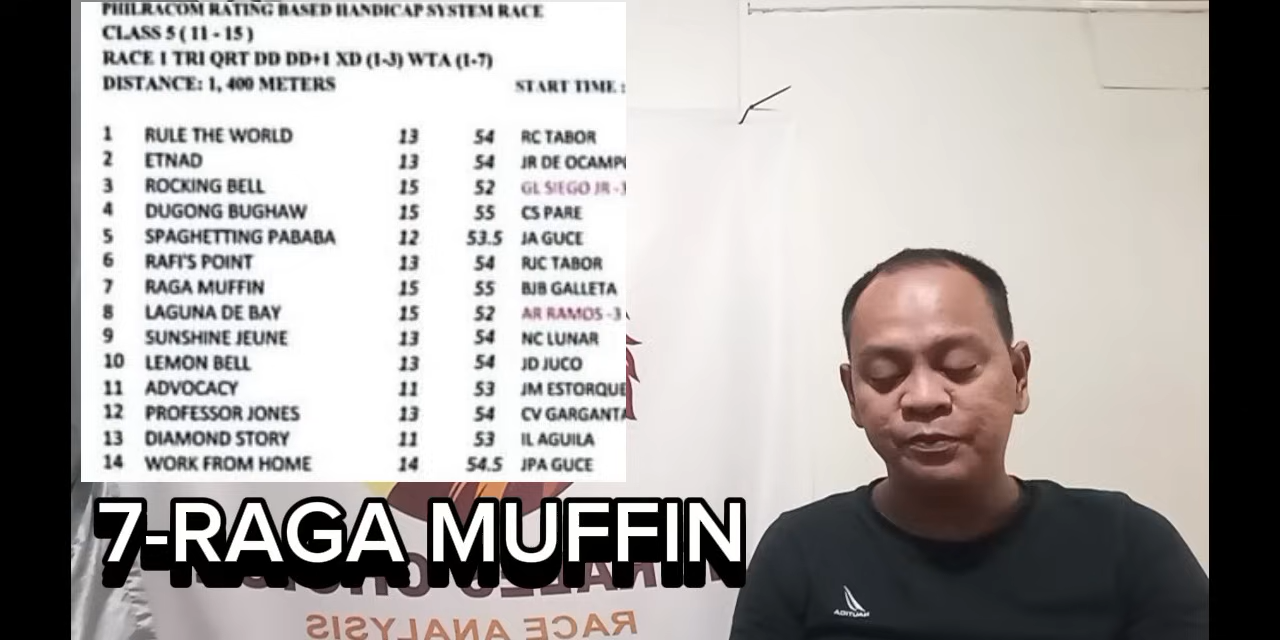 PHILRACOM RATING BASED HANDICAP SYSTEM RACE
CLASS 5 ( 11 - 15 )
RACE 1 TRI QRT DD DD+1 XD (1-3) WTA (1-7)
DISTANCE: 1, 400 METERS START TIME :
1 RULE THE WORLD 13 54 RC TABOR
2 ETNAD 13 54 JR DE OCAMP
3 ROCKING BELL 15 52 GL SIEGO JR -3
4 DUGONG BUGHAW 15 55 CS PARE
5 SPAGHETTING PABABA 12 53.5 JA GUCE
6 RAFI'S POINT 13 54 RJC TABOR
7 RAGA MUFFIN 15 55 BJB GALLETA
8 LAGUNA DE BAY 15 52 AR RAMOS -3
9 SUNSHINE JEUNE 13 54 NC LUNAR
10 LEMON BELL 13 54 JD JUCO
11 ADVOCACY 11 53 JM ESTORQUE
12 PROFESSOR JONES 13 54 CV GARGANTA
13 DIAMOND STORY 11 53 IL AGUILA
14 WORK FROM HOME 14 54.5 JPA GUCE
7-RAGA MUFFIN
RACE ANALYSIS
NAUTICA